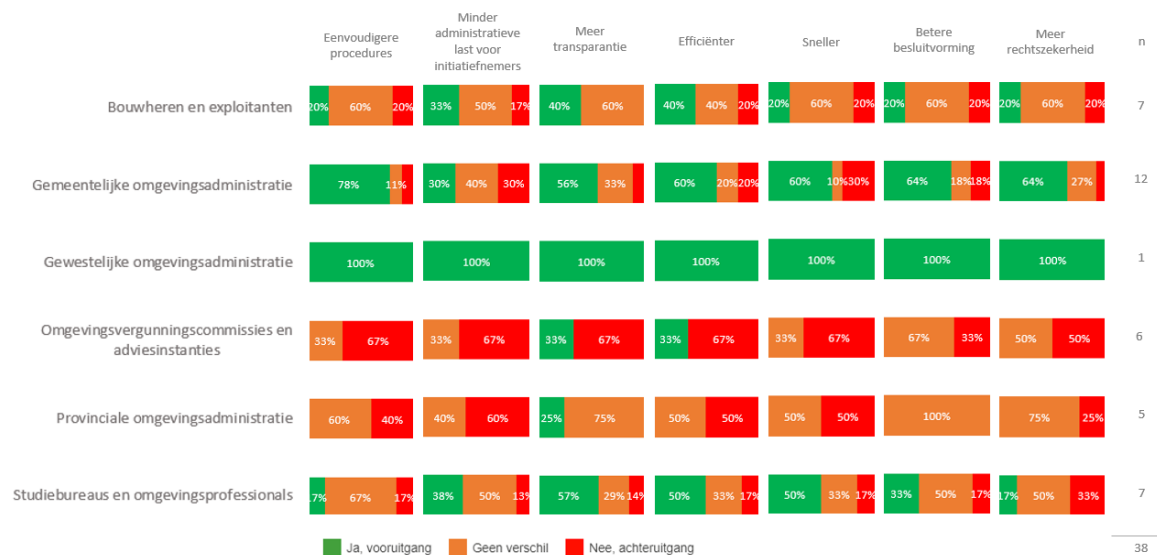 Eenvoudigere procedures
Minder administratieve last voor initiatiefnemers
Meer transparantie
Efficiënter
Sneller
Betere besluitvorming
Meer rechtszekerheid
n
Bouwheren en exploitanten
20% 60% 20% 33% 50% 17% 40% 60% 40% 40% 20% 20% 60% 20% 20% 60% 20% 20% 60% 20% 7
Gemeentelijke omgevingsadministratie
78% 11% 30% 40% 30% 56% 33% 60% 20% 20% 60% 10% 30% 64% 18% 18% 64% 27% 12
Gewestelijke omgevingsadministratie
100% 100% 100% 100% 100% 100% 100% 1
Omgevingsvergunningscommissies en
adviesinstanties
33% 67% 33% 67% 33% 67% 33% 67% 33% 67% 67% 33% 50% 50% 6
Provinciale omgevingsadministratie
60% 40% 40% 60% 25% 75% 50% 50% 50% 50% 100% 75% 25% 5
Studiebureaus en omgevingsprofessionals
17% 67% 17% 38% 50% 13% 57% 29% 14% 50% 33% 17% 50% 33% 17% 33% 50% 17% 17% 50% 33% 7
Ja, vooruitgang Geen verschil Nee, achteruitgang 38